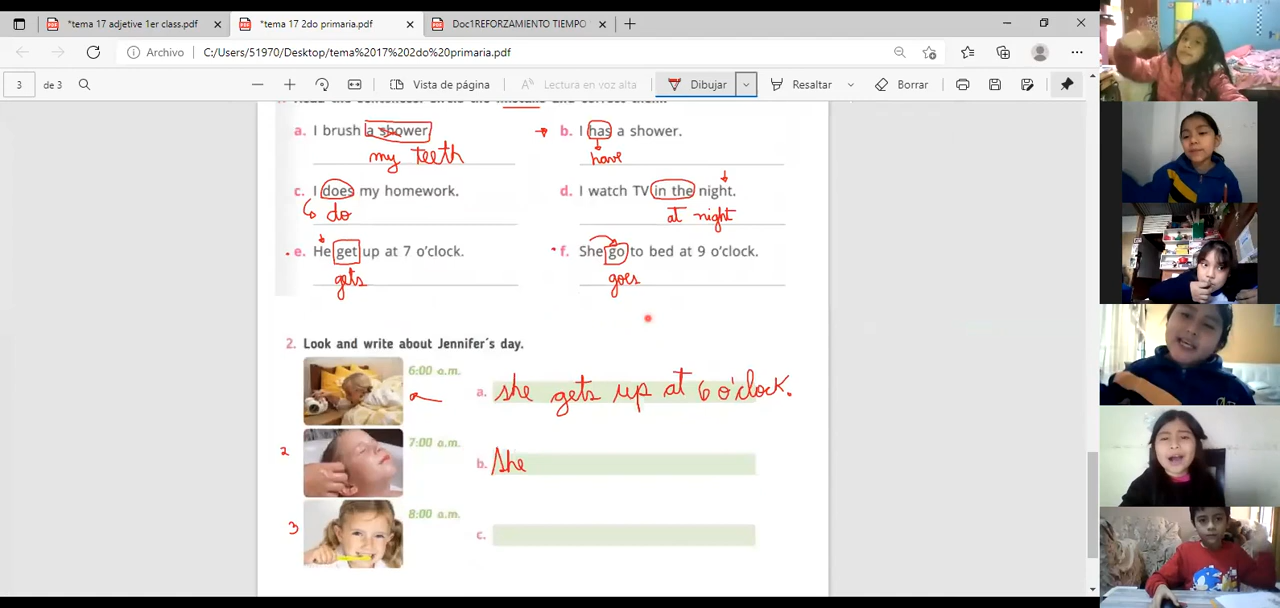 *tema 17 adjetive 1er class.pdf
*tema 17 2do primaria.pdf
Doc1REFORZAMIENTO TIEMPO
Archivo
C:/Users/51970/Desktop/tema%2017%202do%20primaria.pdf
3 de 3
Vista de página
Lectura en voz alta
Dibujar
Resaltar
Borrar
a. I brush a shower.
my teeth
b. I has a shower.
have
c. I does my homework.
do
d. I watch TV in the night.
at night
e. He get up at 7 o'clock.
gets
f. She go to bed at 9 o'clock.
goes
2. Look and write about Jennifer's day.
6:00 a.m.
a. she gets up at 6 o'clock.
2
7:00 a.m.
b. She
3
8:00 a.m.
c.